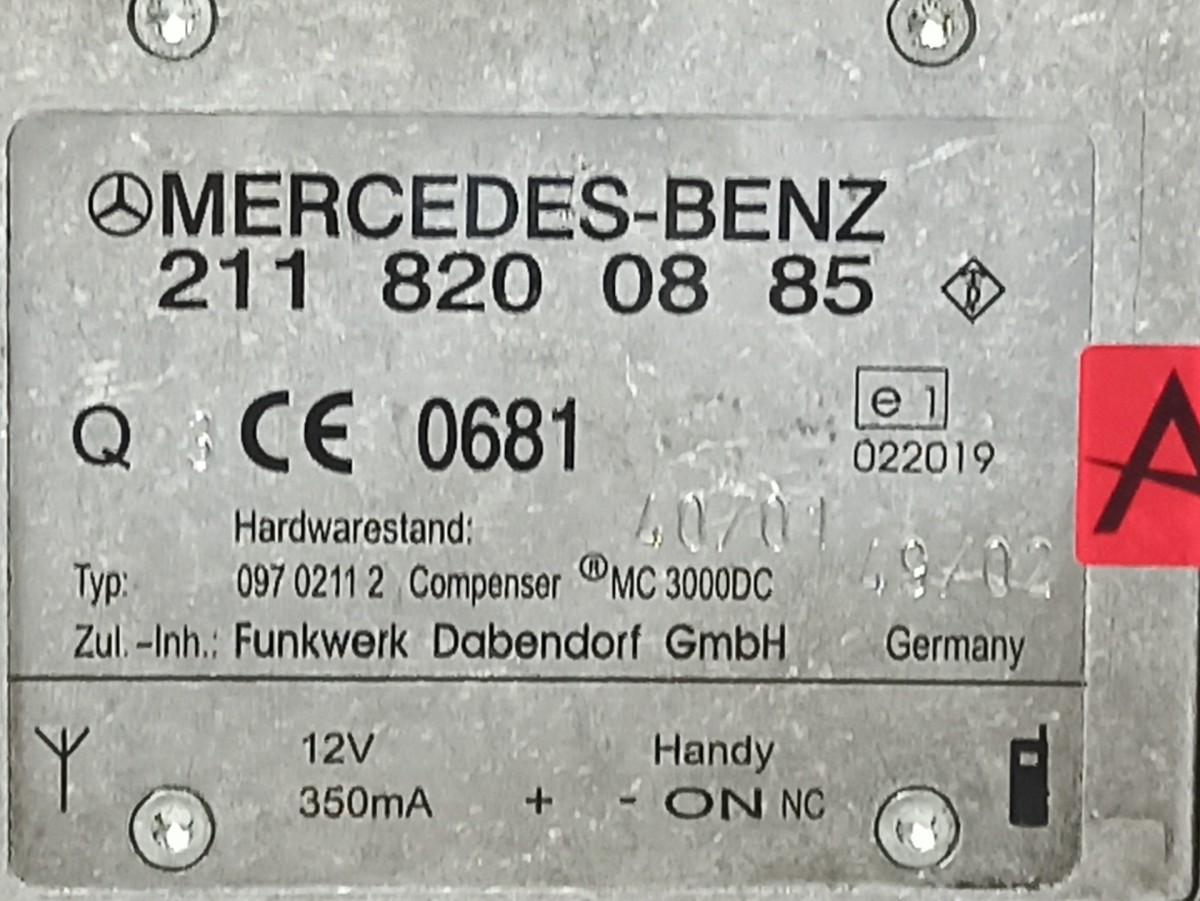 MERCEDES-BENZ
211 820 08 85
Q CE 0681
e 1
022019
Hardwarestand: 40/01
49/02
Typ: 097 0211 2 Compenser ®MC 3000DC
Zul.-Inh.: Funkwerk Dabendorf GmbH Germany
12V Handy
350mA + - ON NC
A